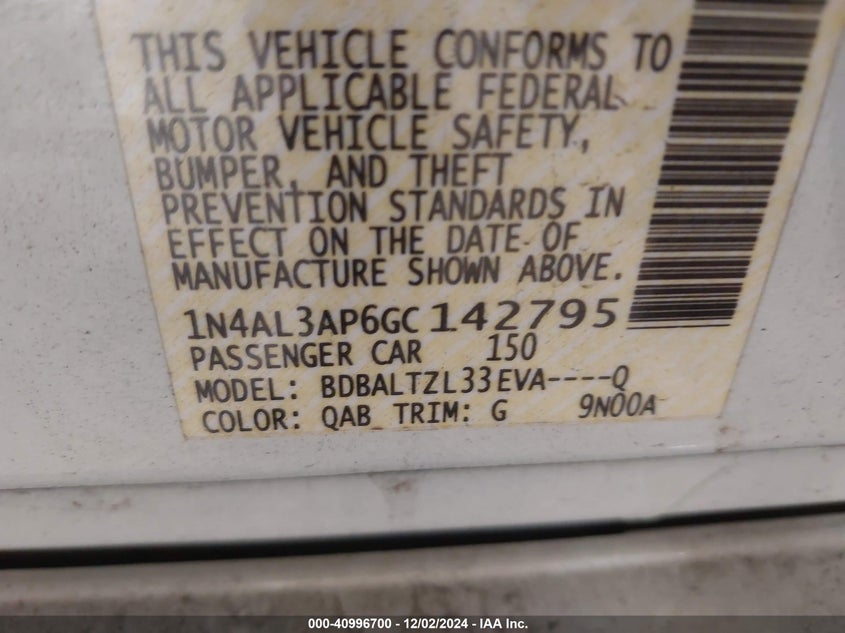 THIS VEHICLE CONFORMS TO
ALL APPLICABLE FEDERAL
MOTOR VEHICLE SAFETY,
BUMPER, AND THEFT
PREVENTION STANDARDS IN
EFFECT ON THE DATE OF
MANUFACTURE SHOWN ABOVE.
1N4AL3AP6GC142795
PASSENGER CAR 150
MODEL: BDBALTZL33EVA----Q
COLOR: QAB TRIM: G 9N00A
000-40996700 - 12/02/2024 - IAA Inc.